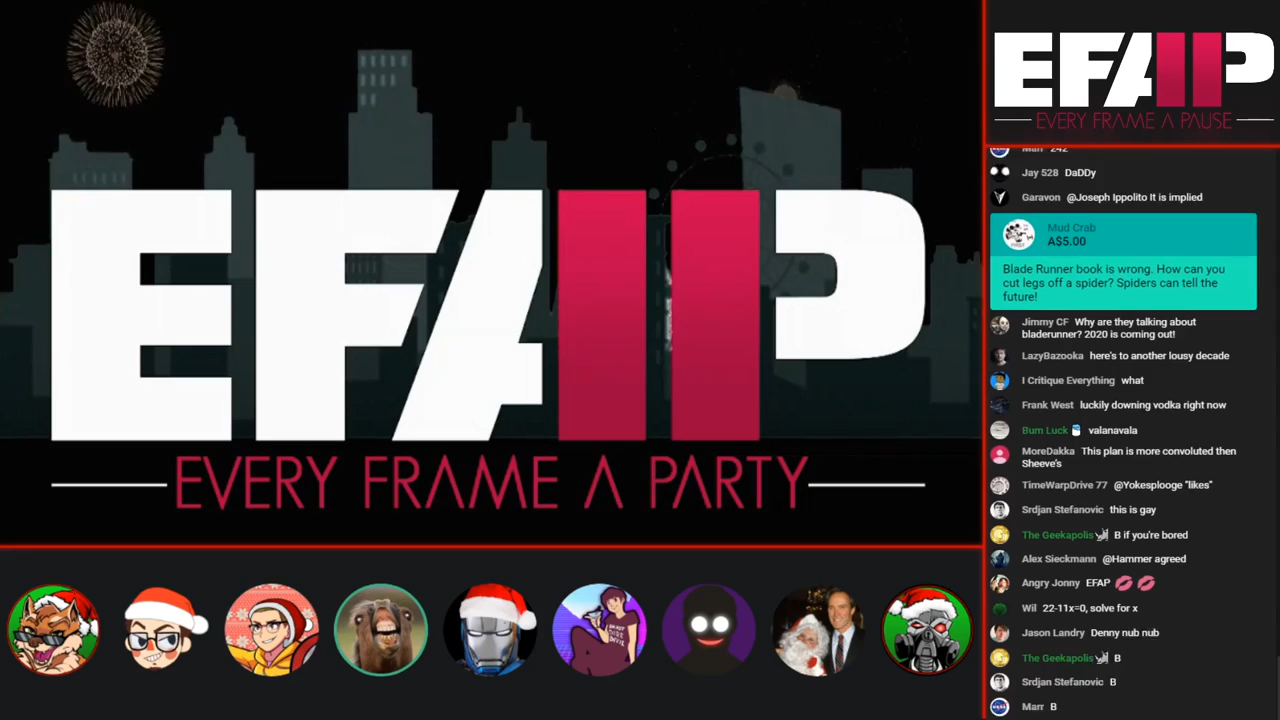 EFAP
EVERY FRAME A PARTY
EFAP
EVERY FRAME A PAUSE
Marr 242
Jay 528 DaDDy
Garavon @Joseph Ippolito It is implied
Mud Crab
A$5.00
Blade Runner book is wrong. How can you
cut legs off a spider? Spiders can tell the
future!
Jimmy CF Why are they talking about
bladerunner? 2020 is coming out!
LazyBazooka here's to another lousy decade
I Critique Everything what
Frank West luckily downing vodka right now
Bum Luck valanavala
MoreDakka This plan is more convoluted then
Sheeve's
TimeWarpDrive 77 @Yokesplooge "likes"
Srdjan Stefanovic this is gay
The Geekapolis B if you're bored
Alex Sieckmann @Hammer agreed
Angry Jonny EFAP
Wil 22-11x=0, solve for x
Jason Landry Denny nub nub
The Geekapolis B
Srdjan Stefanovic B
Marr B